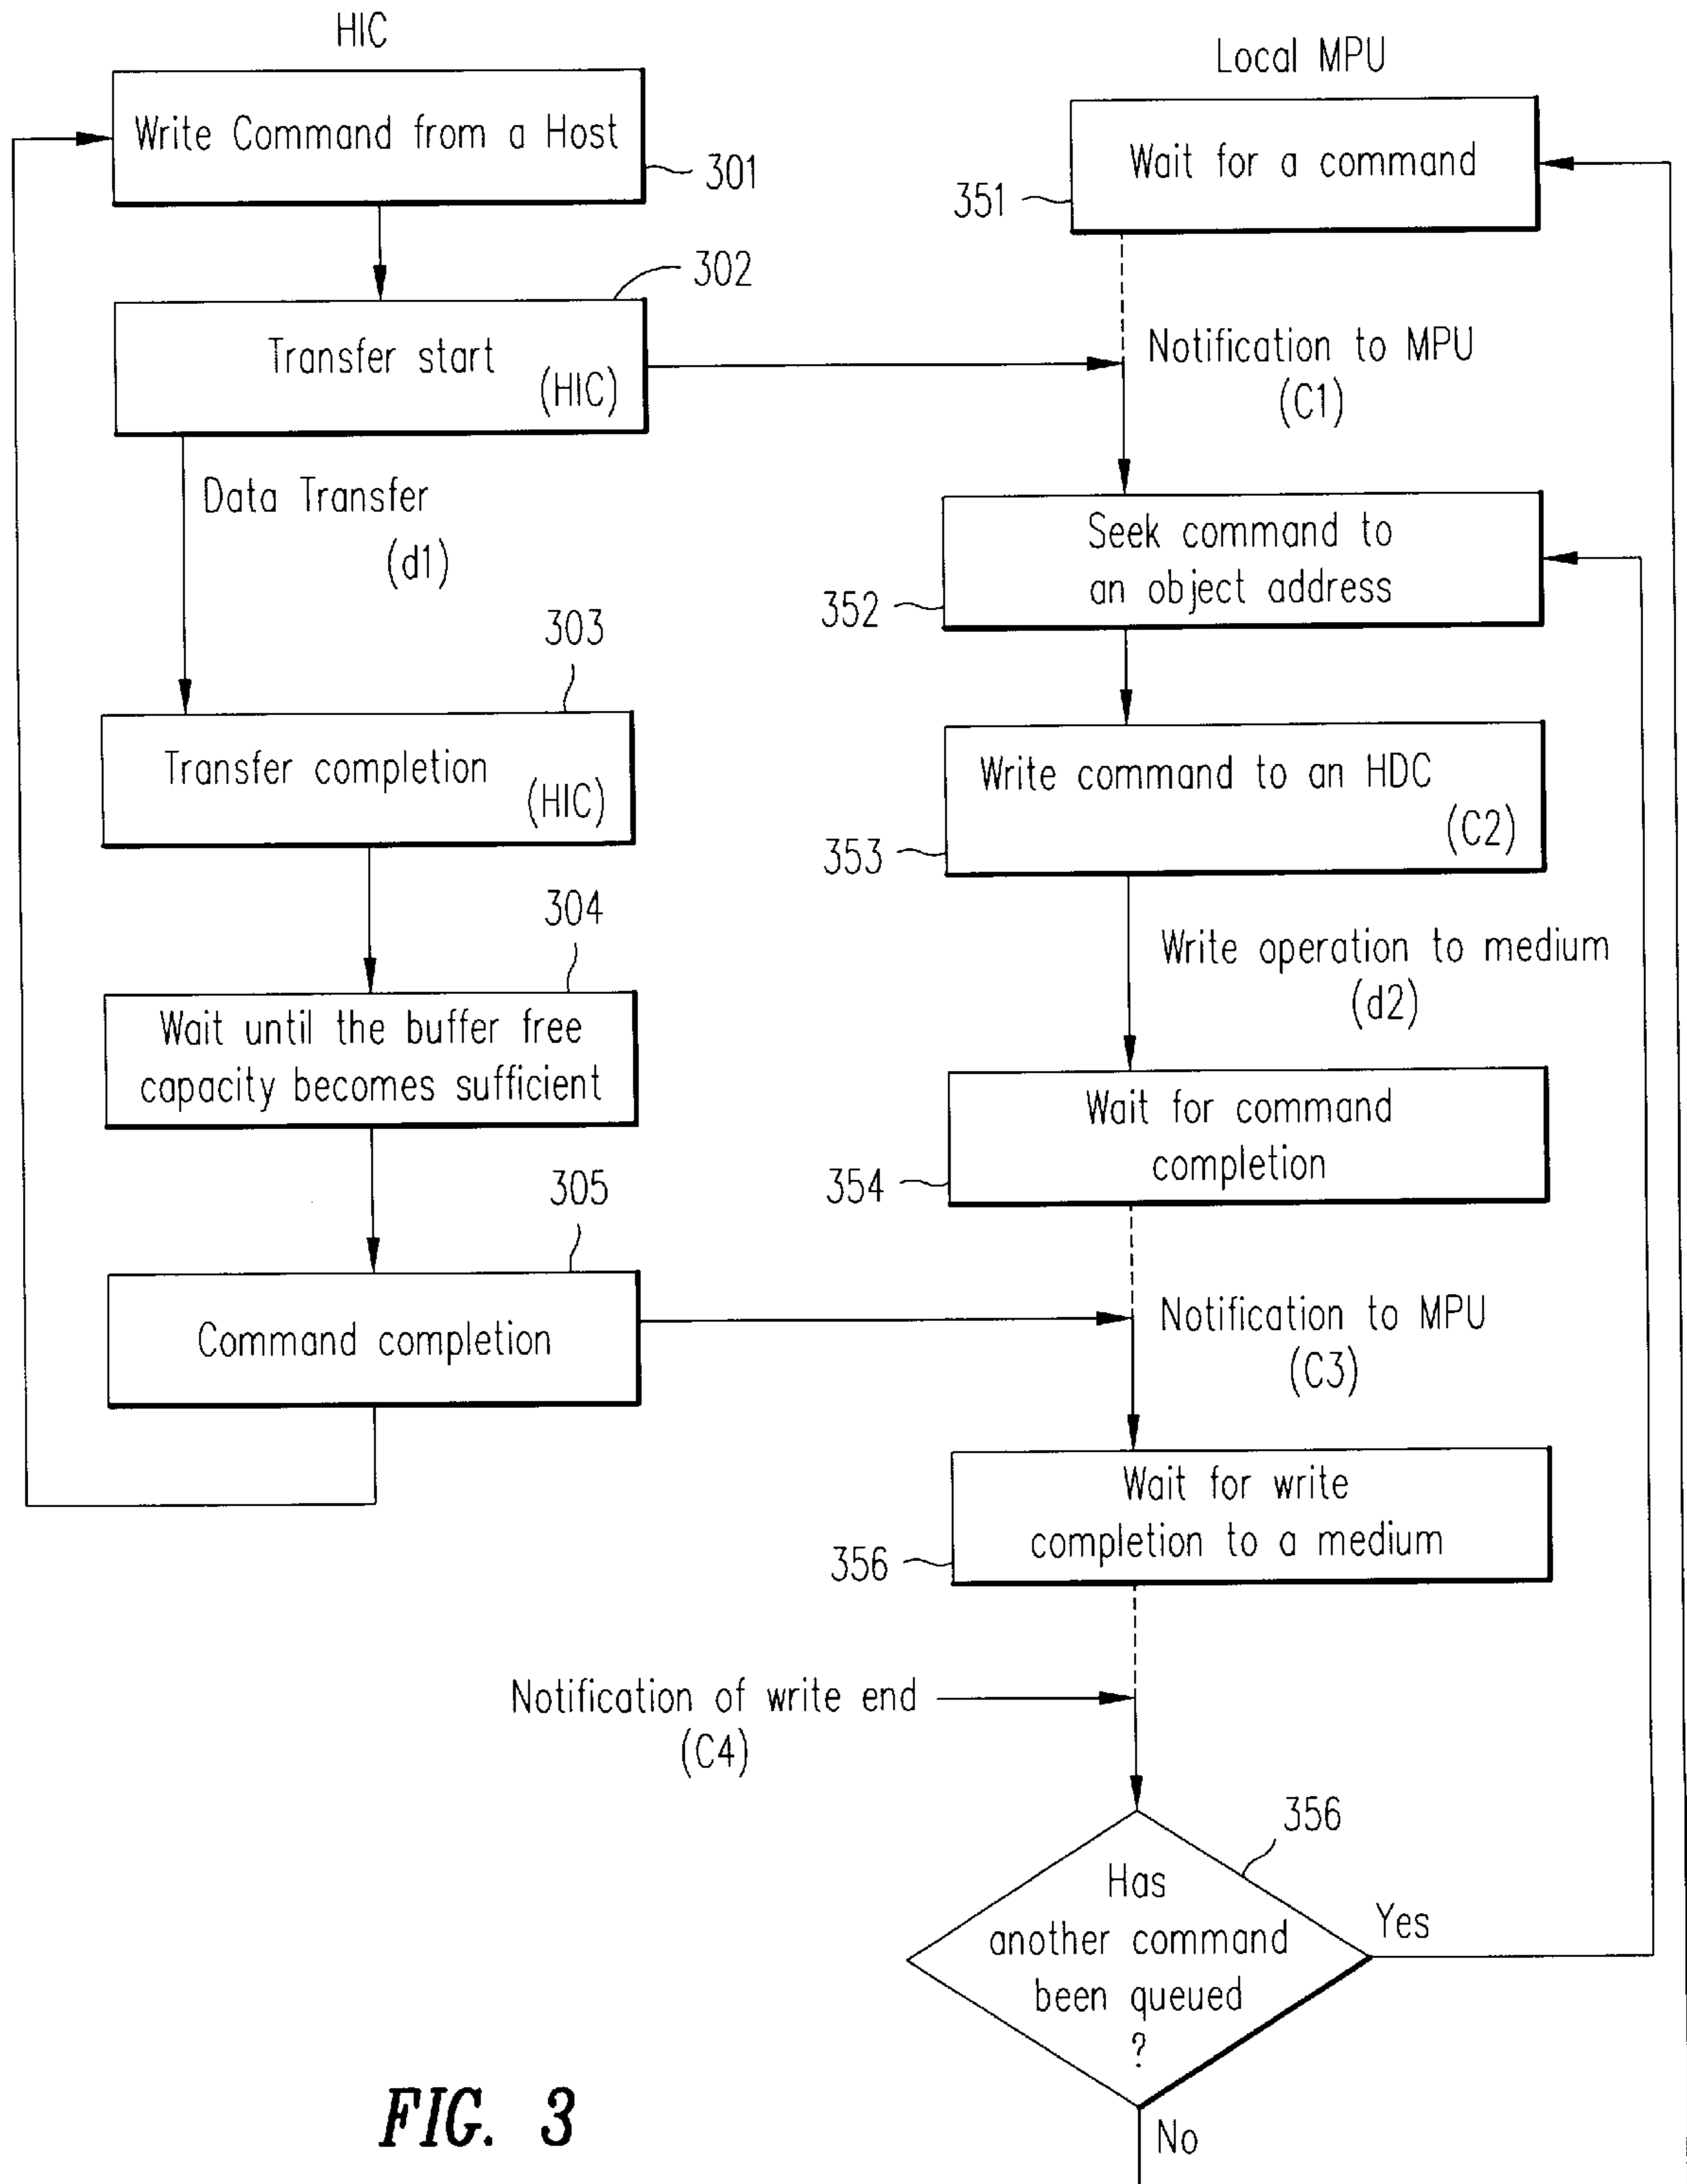 HIC
Write Command from a Host
301
302
Transfer start
(HIC)
Data Transfer
(d1)
303
Transfer completion
(HIC)
304
Wait until the buffer free
capacity becomes sufficient
305
Command completion
Local MPU
Wait for a command
351
Notification to MPU
(C1)
Seek command to
an object address
352
Write command to an HDC
(C2)
353
Write operation to medium
(d2)
Wait for command
completion
354
Notification to MPU
(C3)
Wait for write
completion to a medium
356
Notification of write end
(C4)
356
Has
another command
been queued
?
Yes
No
FIG. 3